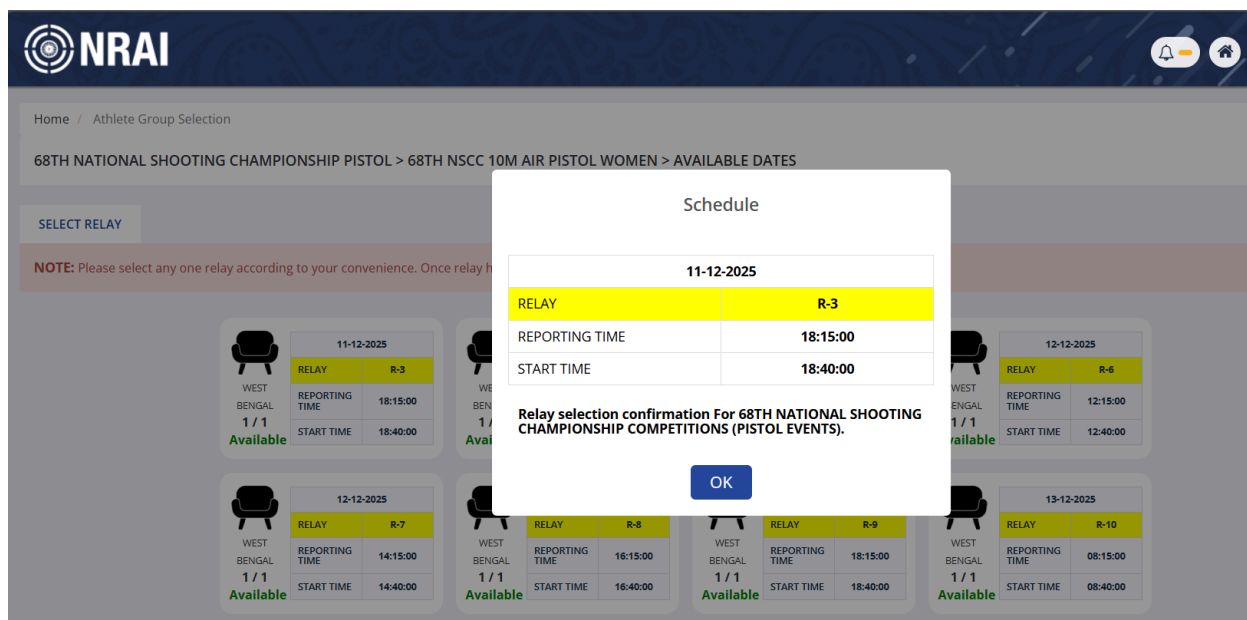 NRAI
Home / Athlete Group Selection
68TH NATIONAL SHOOTING CHAMPIONSHIP PISTOL > 68TH NSCC 10M AIR PISTOL WOMEN > AVAILABLE DATES
SELECT RELAY
NOTE: Please select any one relay according to your convenience. Once relay h
Schedule
11-12-2025
RELAY R-3
REPORTING TIME 18:15:00
START TIME 18:40:00
Relay selection confirmation For 68TH NATIONAL SHOOTING
CHAMPIONSHIP COMPETITIONS (PISTOL EVENTS).
OK
WEST
BENGAL
1 / 1
Available
11-12-2025
RELAY R-3
REPORTING
TIME 18:15:00
START TIME 18:40:00
WE
BEN
1 /
Avai
WEST
ENGAL
1 / 1
vailable
12-12-2025
RELAY R-6
REPORTING
TIME 12:15:00
START TIME 12:40:00
WEST
BENGAL
1 / 1
Available
12-12-2025
RELAY R-7
REPORTING
TIME 14:15:00
START TIME 14:40:00
WEST
BENGAL
1 / 1
Available
RELAY R-8
REPORTING
TIME 16:15:00
START TIME 16:40:00
WEST
BENGAL
1 / 1
Available
RELAY R-9
REPORTING
TIME 18:15:00
START TIME 18:40:00
WEST
BENGAL
1 / 1
Available
13-12-2025
RELAY R-10
REPORTING
TIME 08:15:00
START TIME 08:40:00